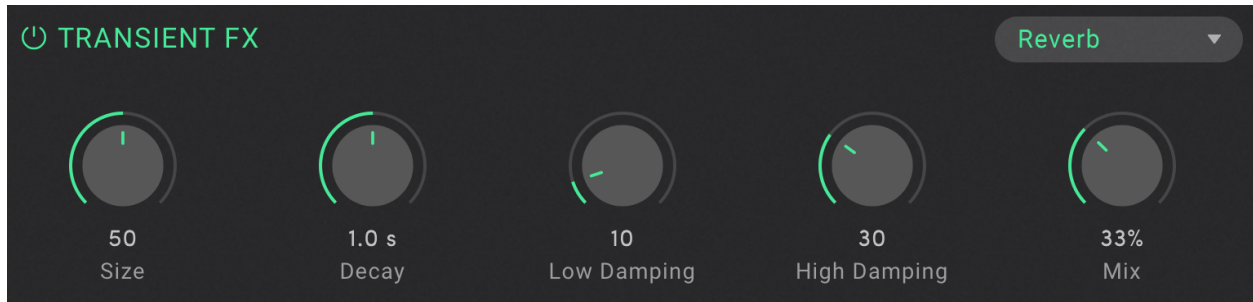 TRANSIENT FX
Reverb
50
1.0 s
10
30
33%
Size
Decay
Low Damping
High Damping
Mix